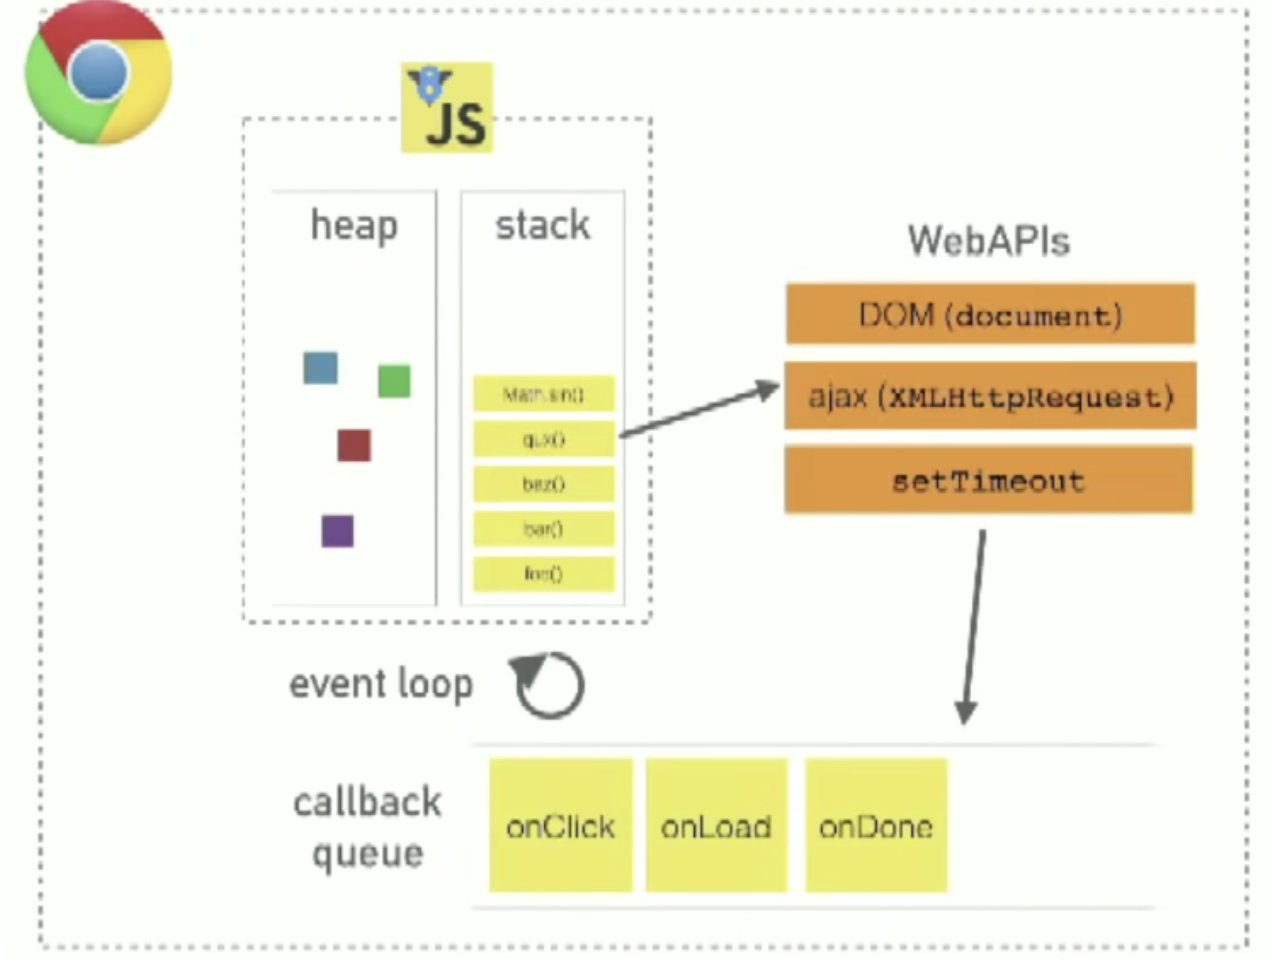 JS
heap
stack
Math.sin()
qux()
baz()
bar()
foo()
WebAPIs
DOM (document)
ajax (XMLHttpRequest)
setTimeout
event loop
callback
queue
onClick
onLoad
onDone